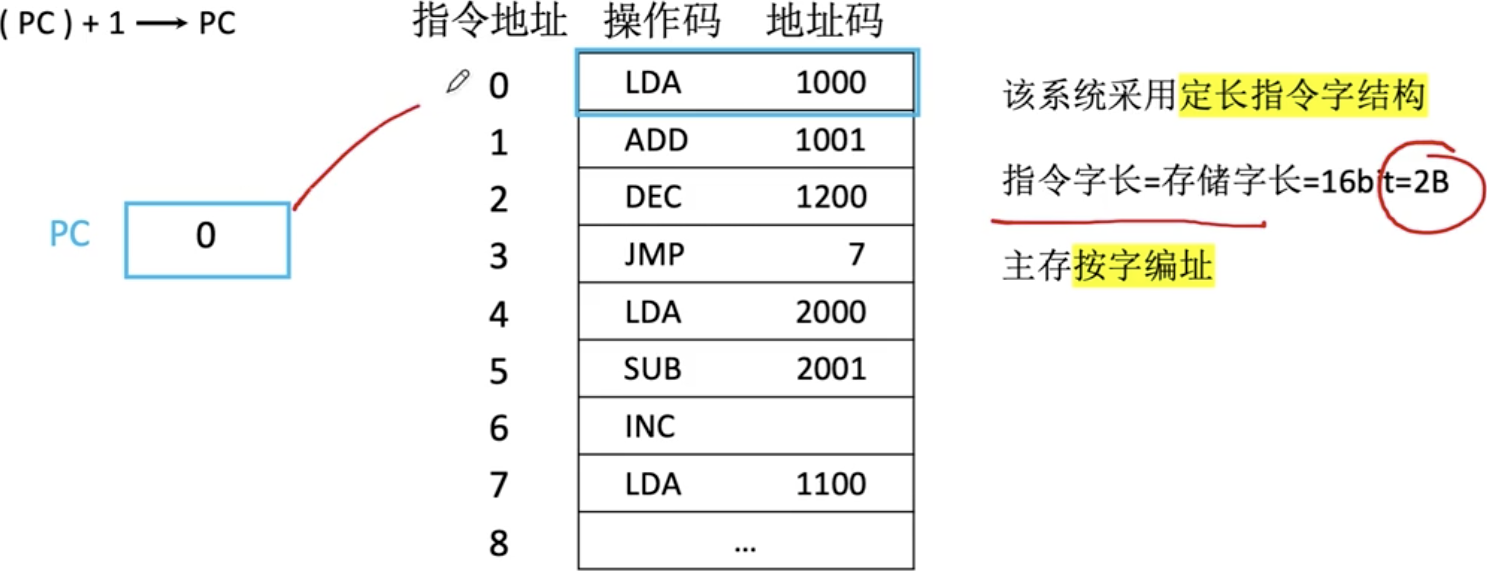 ( PC ) + 1 ⟶ PC
指令地址 操作码 地址码
0 LDA 1000
1 ADD 1001
2 DEC 1200
3 JMP 7
4 LDA 2000
5 SUB 2001
6 INC
7 LDA 1100
8 ...
PC 0
该系统采用定长指令字结构
指令字长=存储字长=16bit=2B
主存按字编址